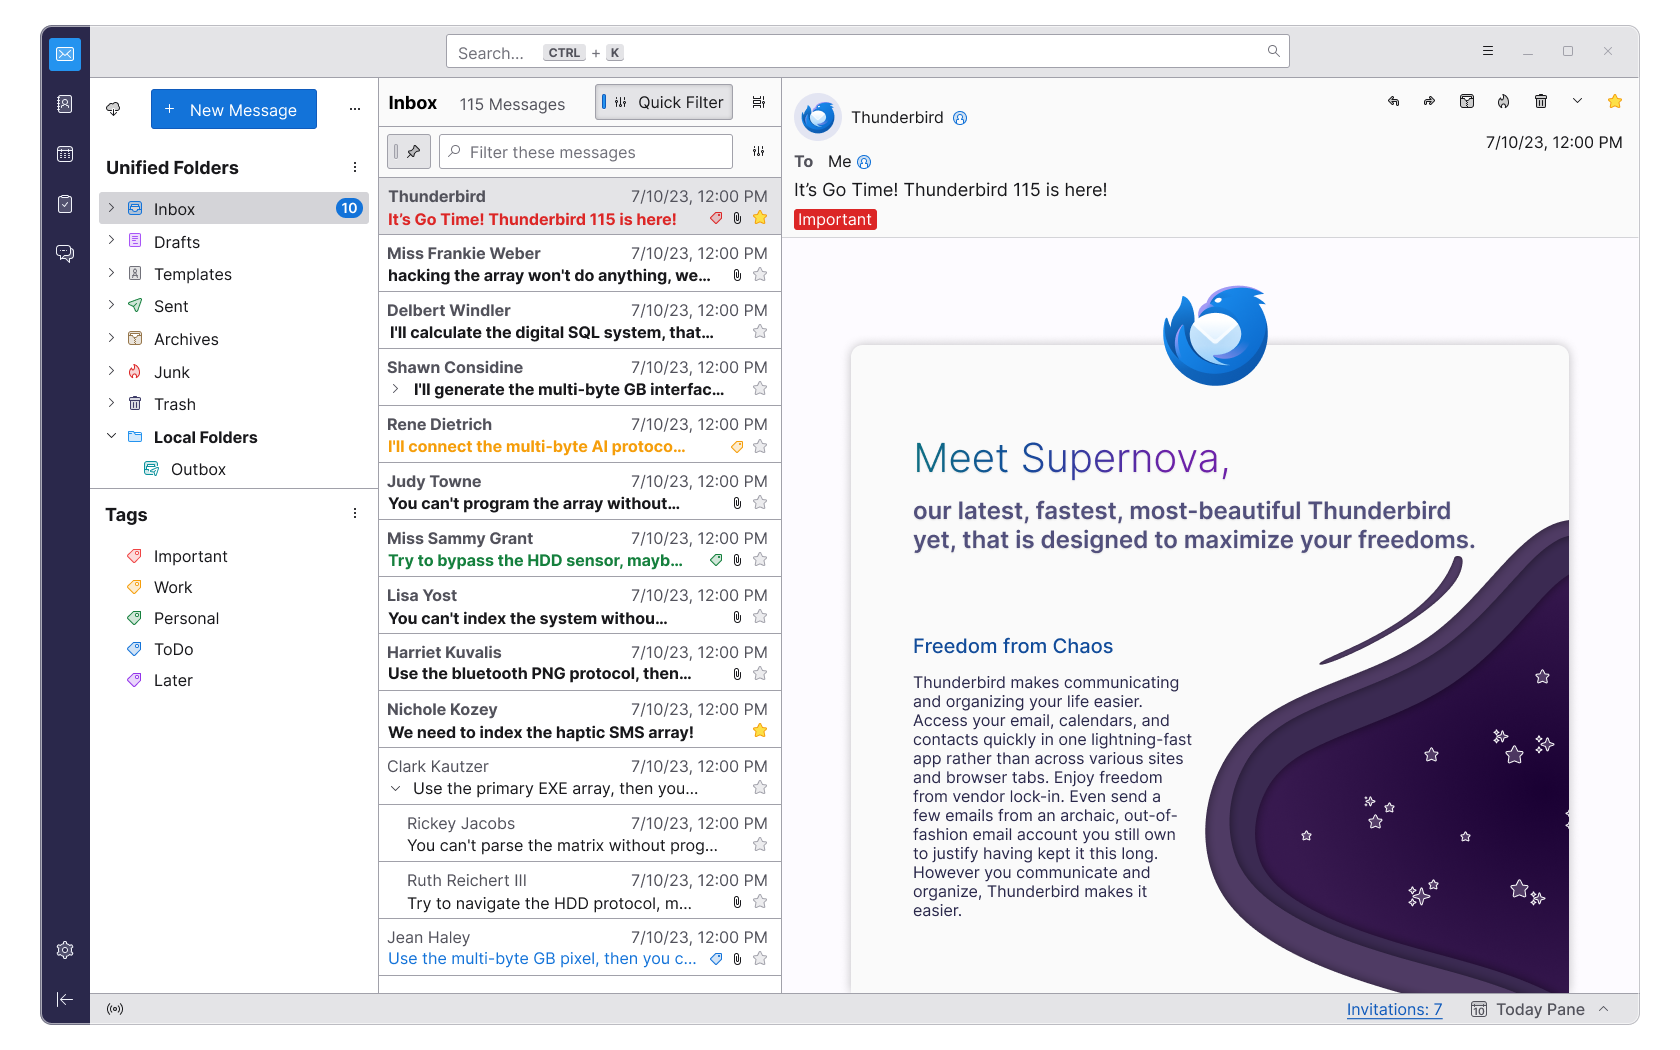 Search... CTRL + K
New Message
Unified Folders
Inbox 10
Drafts
Templates
Sent
Archives
Junk
Trash
Local Folders
Outbox
Tags
Important
Work
Personal
ToDo
Later
Inbox 115 Messages Quick Filter
Filter these messages
Thunderbird 7/10/23, 12:00 PM
It’s Go Time! Thunderbird 115 is here!
Miss Frankie Weber 7/10/23, 12:00 PM
hacking the array won't do anything, we...
Delbert Windler 7/10/23, 12:00 PM
I'll calculate the digital SQL system, that...
Shawn Considine 7/10/23, 12:00 PM
I'll generate the multi-byte GB interfac...
Rene Dietrich 7/10/23, 12:00 PM
I'll connect the multi-byte AI protoco...
Judy Towne 7/10/23, 12:00 PM
You can't program the array without...
Miss Sammy Grant 7/10/23, 12:00 PM
Try to bypass the HDD sensor, mayb...
Lisa Yost 7/10/23, 12:00 PM
You can't index the system withou...
Harriet Kuvalis 7/10/23, 12:00 PM
Use the bluetooth PNG protocol, then...
Nichole Kozey 7/10/23, 12:00 PM
We need to index the haptic SMS array!
Clark Kautzer 7/10/23, 12:00 PM
Use the primary EXE array, then you...
Rickey Jacobs 7/10/23, 12:00 PM
You can't parse the matrix without prog...
Ruth Reichert III 7/10/23, 12:00 PM
Try to navigate the HDD protocol, m...
Jean Haley 7/10/23, 12:00 PM
Use the multi-byte GB pixel, then you c...
Thunderbird
7/10/23, 12:00 PM
To Me
It’s Go Time! Thunderbird 115 is here!
Important
Meet Supernova,
our latest, fastest, most-beautiful Thunderbird
yet, that is designed to maximize your freedoms.
Freedom from Chaos
Thunderbird makes communicating
and organizing your life easier.
Access your email, calendars, and
contacts quickly in one lightning-fast
app rather than across various sites
and browser tabs. Enjoy freedom
from vendor lock-in. Even send a
few emails from an archaic, out-of-
fashion email account you still own
to justify having kept it this long.
However you communicate and
organize, Thunderbird makes it
easier.
Invitations: 7 10 Today Pane